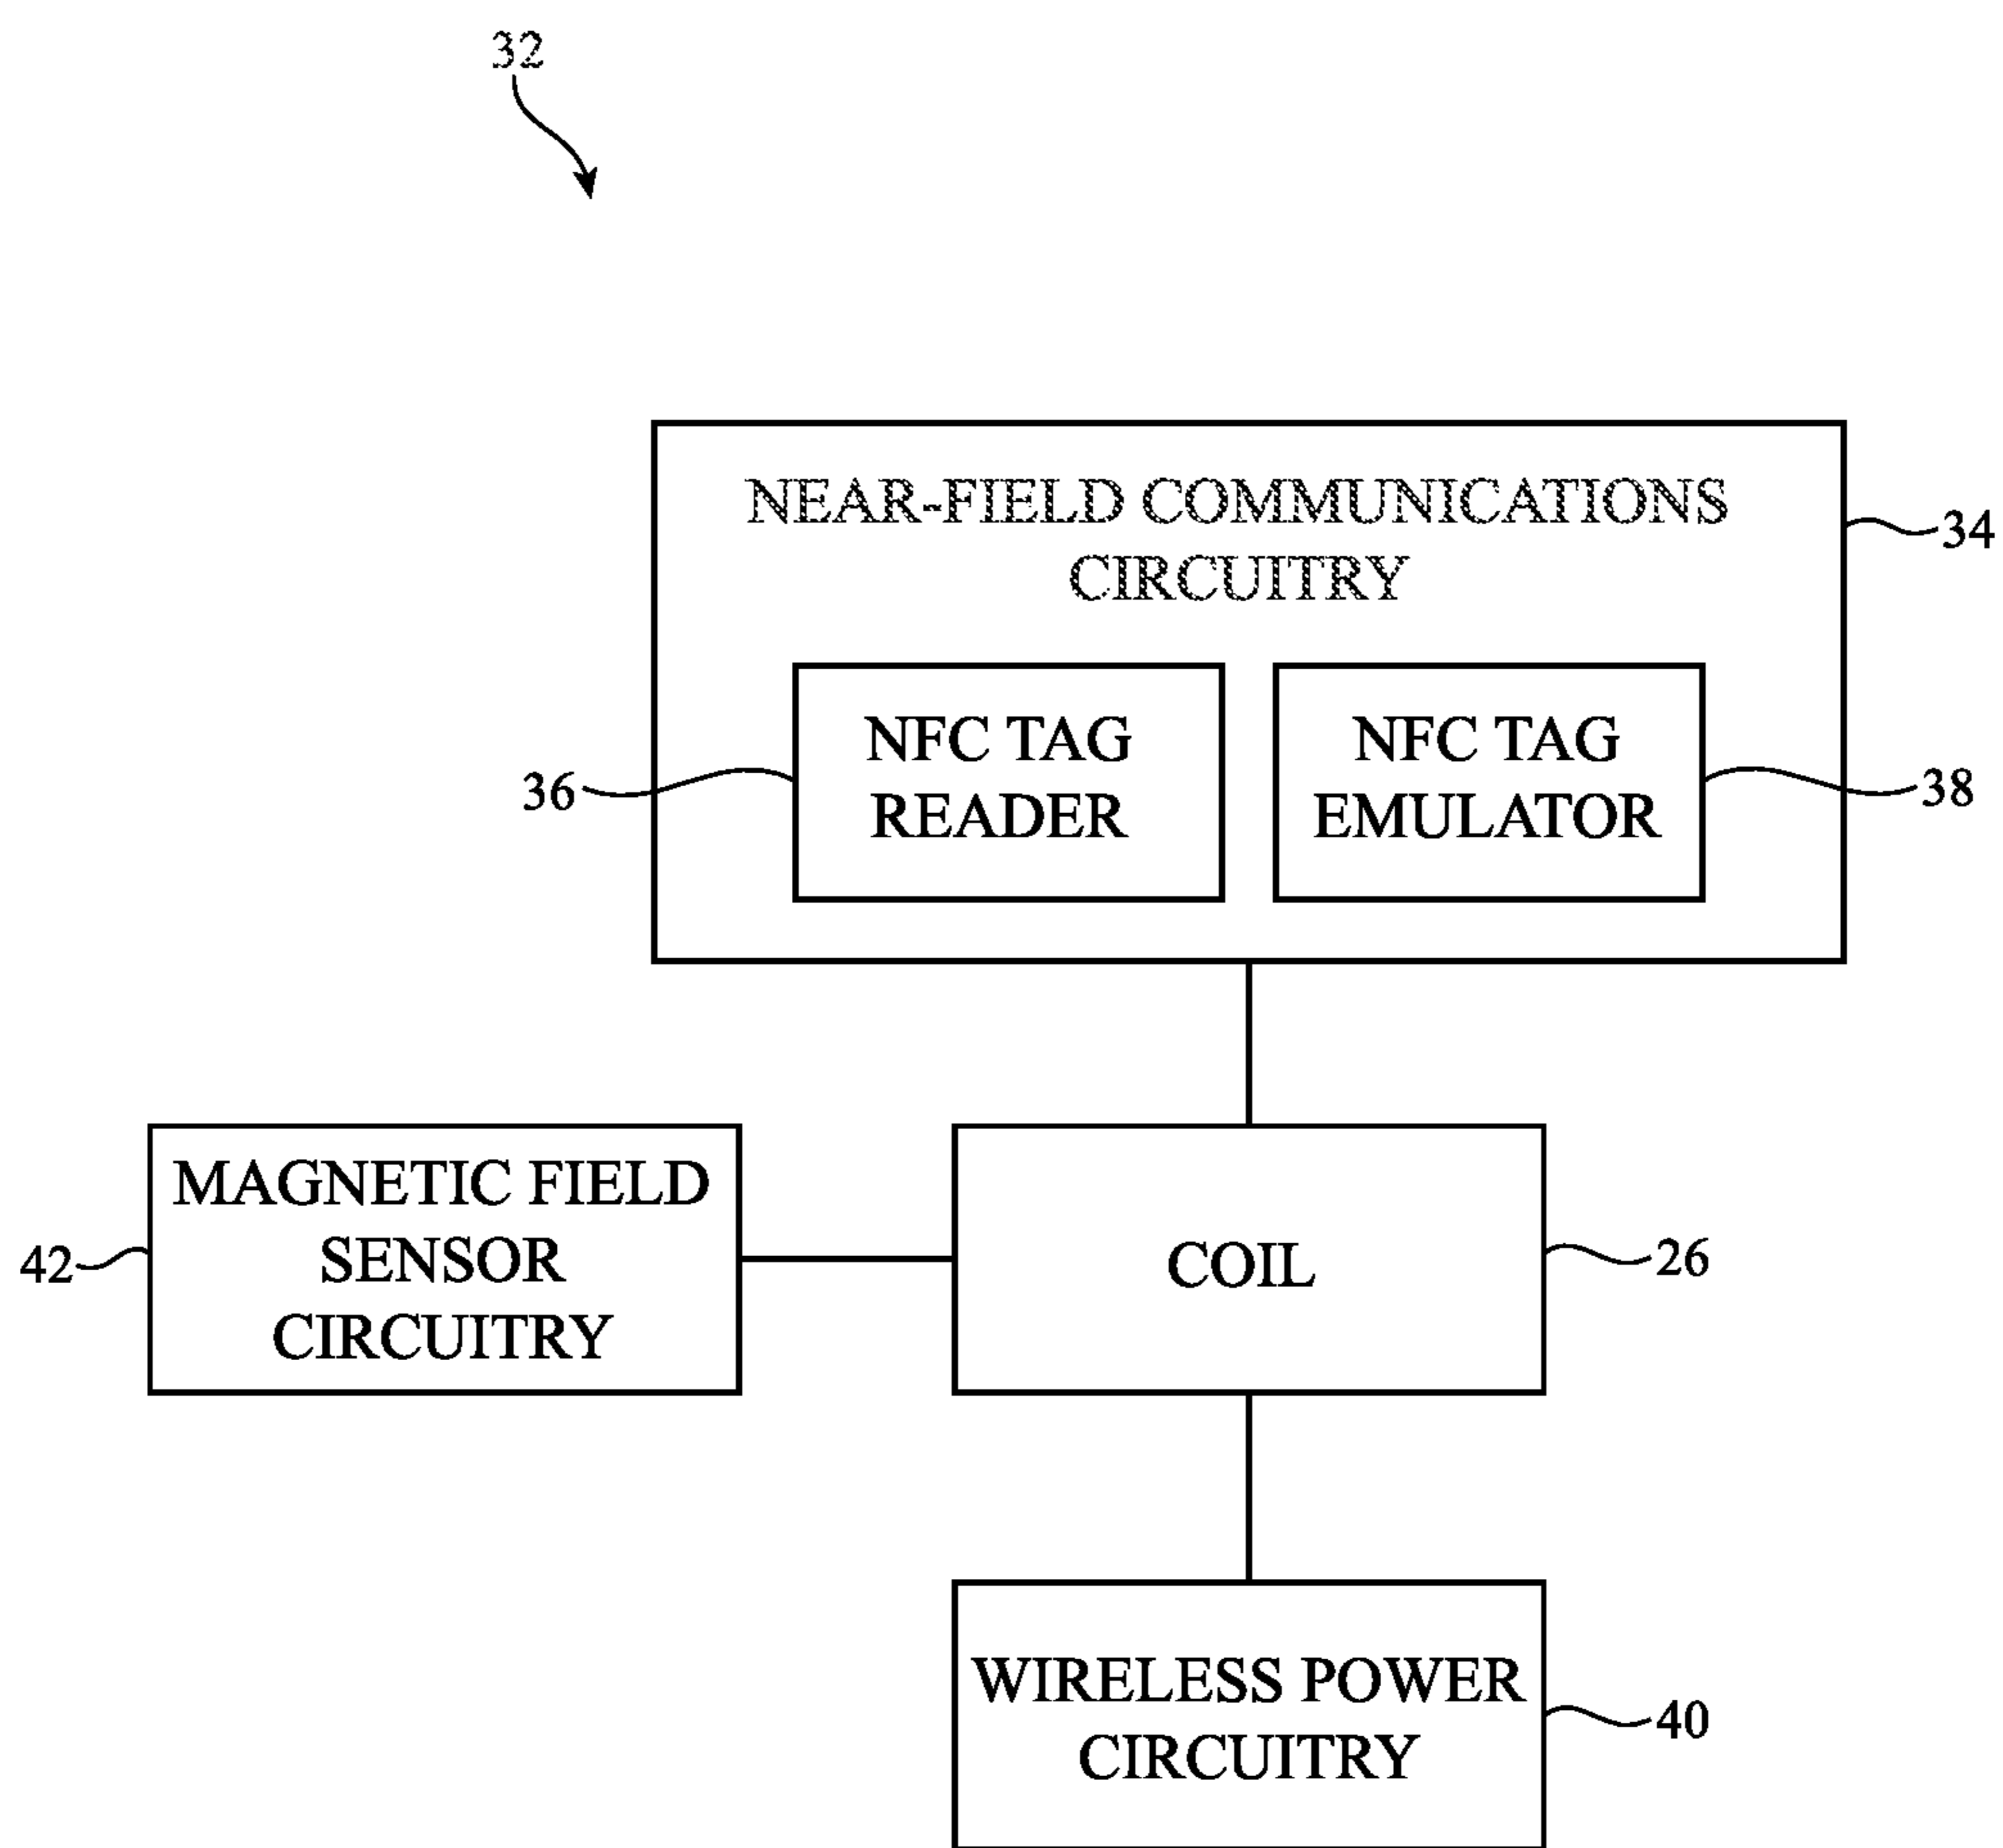 32
NEAR-FIELD COMMUNICATIONS
CIRCUITRY
34
NFC TAG
READER
36
NFC TAG
EMULATOR
38
MAGNETIC FIELD
SENSOR
CIRCUITRY
42
COIL
26
WIRELESS POWER
CIRCUITRY
40